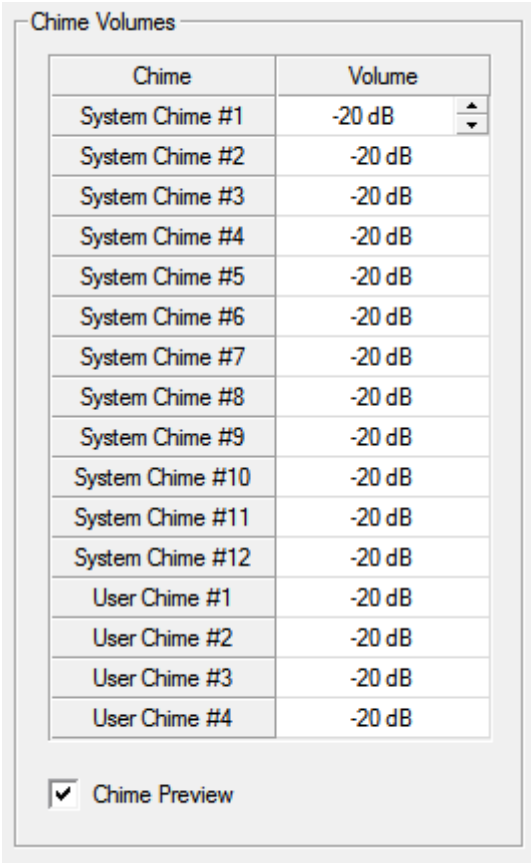 Chime Volumes
Chime Volume
System Chime #1 -20 dB
System Chime #2 -20 dB
System Chime #3 -20 dB
System Chime #4 -20 dB
System Chime #5 -20 dB
System Chime #6 -20 dB
System Chime #7 -20 dB
System Chime #8 -20 dB
System Chime #9 -20 dB
System Chime #10 -20 dB
System Chime #11 -20 dB
System Chime #12 -20 dB
User Chime #1 -20 dB
User Chime #2 -20 dB
User Chime #3 -20 dB
User Chime #4 -20 dB
Chime Preview